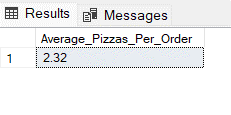 Results Messages
Average_Pizzas_Per_Order
1 2.32